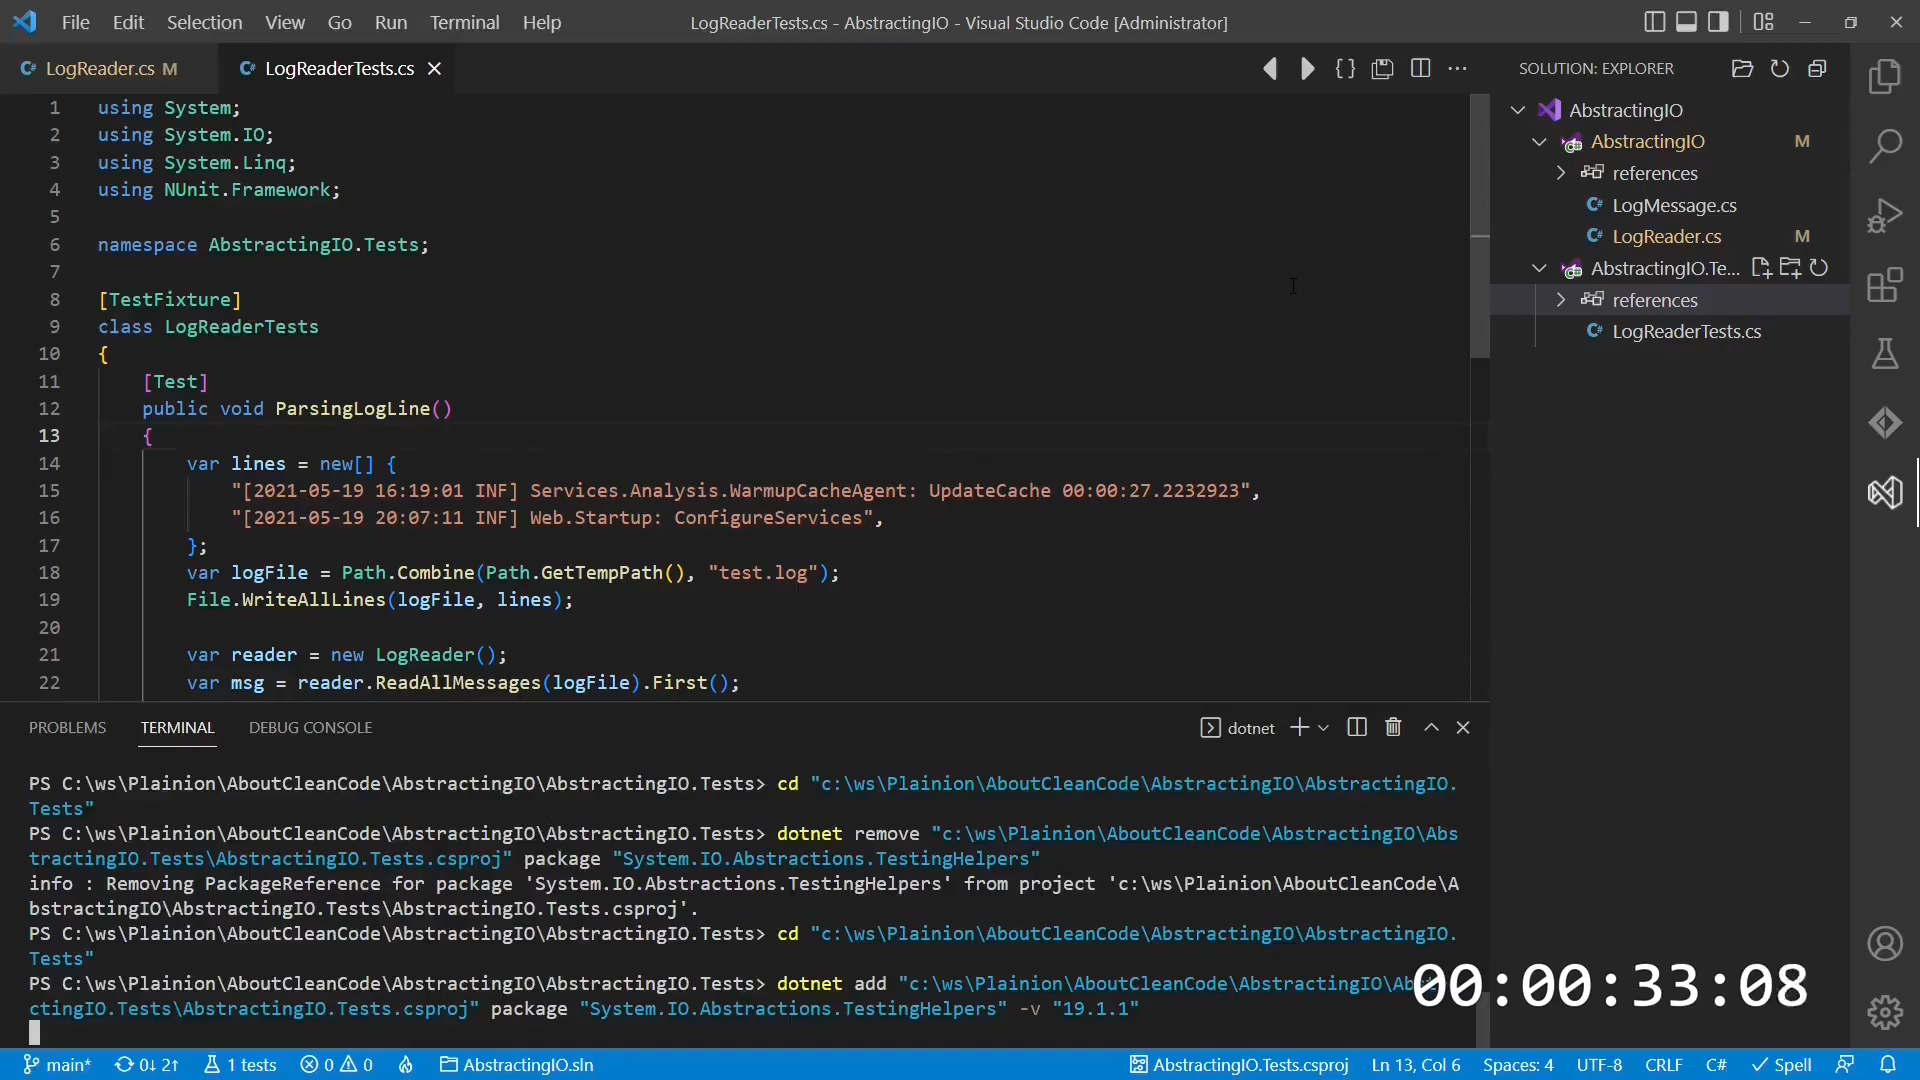 File Edit Selection View Go Run Terminal Help LogReaderTests.cs - AbstractingIO - Visual Studio Code [Administrator]
C# LogReader.cs M C# LogReaderTests.cs
SOLUTION: EXPLORER
1 using System;
2 using System.IO;
3 using System.Linq;
4 using NUnit.Framework;
5
6 namespace AbstractingIO.Tests;
7
8 [TestFixture]
9 class LogReaderTests
10 {
11 [Test]
12 public void ParsingLogLine()
13 {
14 var lines = new[] {
15 "[2021-05-19 16:19:01 INF] Services.Analysis.WarmupCacheAgent: UpdateCache 00:00:27.2232923",
16 "[2021-05-19 20:07:11 INF] Web.Startup: ConfigureServices",
17 };
18 var logFile = Path.Combine(Path.GetTempPath(), "test.log");
19 File.WriteAllLines(logFile, lines);
20
21 var reader = new LogReader();
22 var msg = reader.ReadAllMessages(logFile).First();
AbstractingIO
AbstractingIO M
references
C# LogMessage.cs
C# LogReader.cs M
AbstractingIO.Te...
references
C# LogReaderTests.cs
PROBLEMS TERMINAL DEBUG CONSOLE dotnet
PS C:\ws\Plainion\AboutCleanCode\AbstractingIO\AbstractingIO.Tests> cd "c:\ws\Plainion\AboutCleanCode\AbstractingIO\AbstractingIO.
Tests"
PS C:\ws\Plainion\AboutCleanCode\AbstractingIO\AbstractingIO.Tests> dotnet remove "c:\ws\Plainion\AboutCleanCode\AbstractingIO\Abs
tractingIO.Tests\AbstractingIO.Tests.csproj" package "System.IO.Abstractions.TestingHelpers"
info : Removing PackageReference for package 'System.IO.Abstractions.TestingHelpers' from project 'c:\ws\Plainion\AboutCleanCode\A
bstractingIO\AbstractingIO.Tests\AbstractingIO.Tests.csproj'.
PS C:\ws\Plainion\AboutCleanCode\AbstractingIO\AbstractingIO.Tests> cd "c:\ws\Plainion\AboutCleanCode\AbstractingIO\AbstractingIO.
Tests"
PS C:\ws\Plainion\AboutCleanCode\AbstractingIO\AbstractingIO.Tests> dotnet add "c:\ws\Plainion\AboutCleanCode\AbstractingIO\Ab
ctingIO.Tests\AbstractingIO.Tests.csproj" package "System.IO.Abstractions.TestingHelpers" -v "19.1.1"
00:00:33:08
main* 0↓ 2↑ 1 tests 0 0 AbstractingIO.sln AbstractingIO.Tests.csproj Ln 13, Col 6 Spaces: 4 UTF-8 CRLF C# Spell